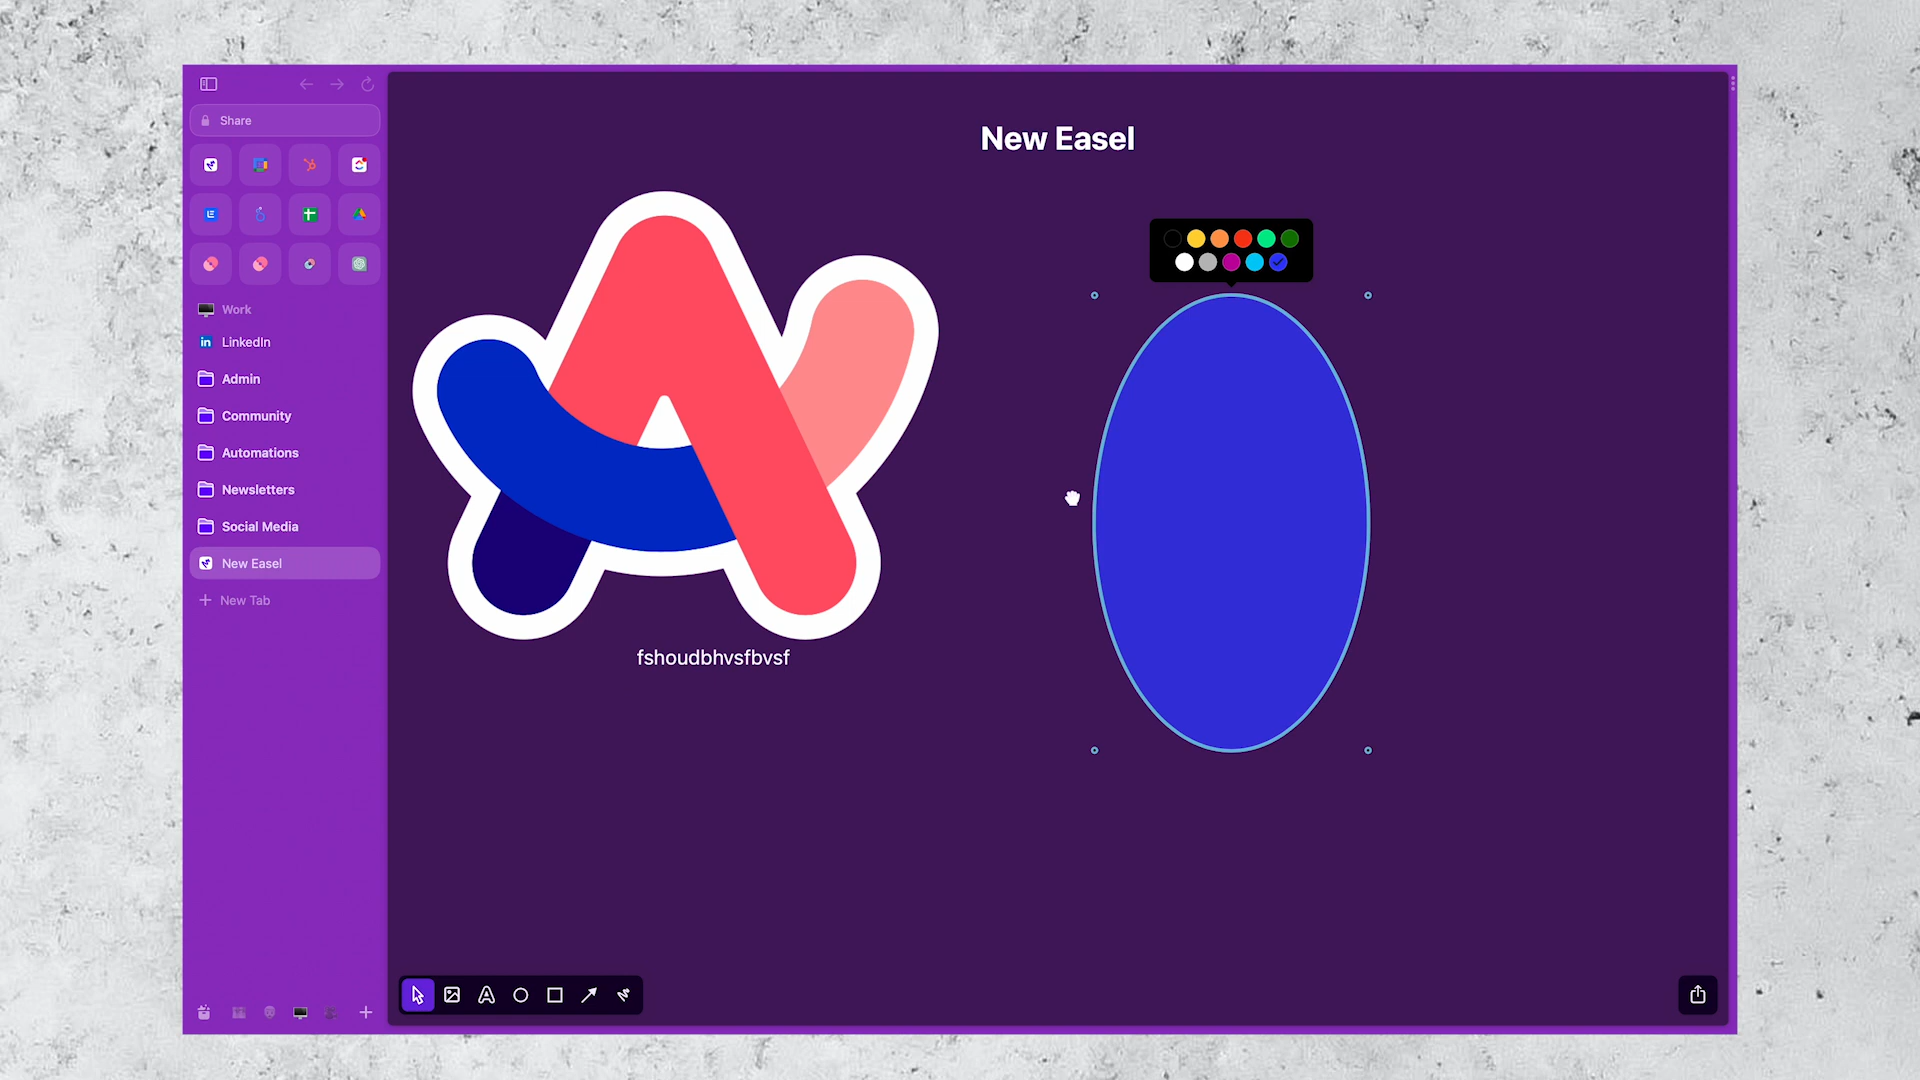 Share
Work
LinkedIn
Admin
Community
Automations
Newsletters
Social Media
New Easel
New Tab
New Easel
fshoudbhvsfbvsf